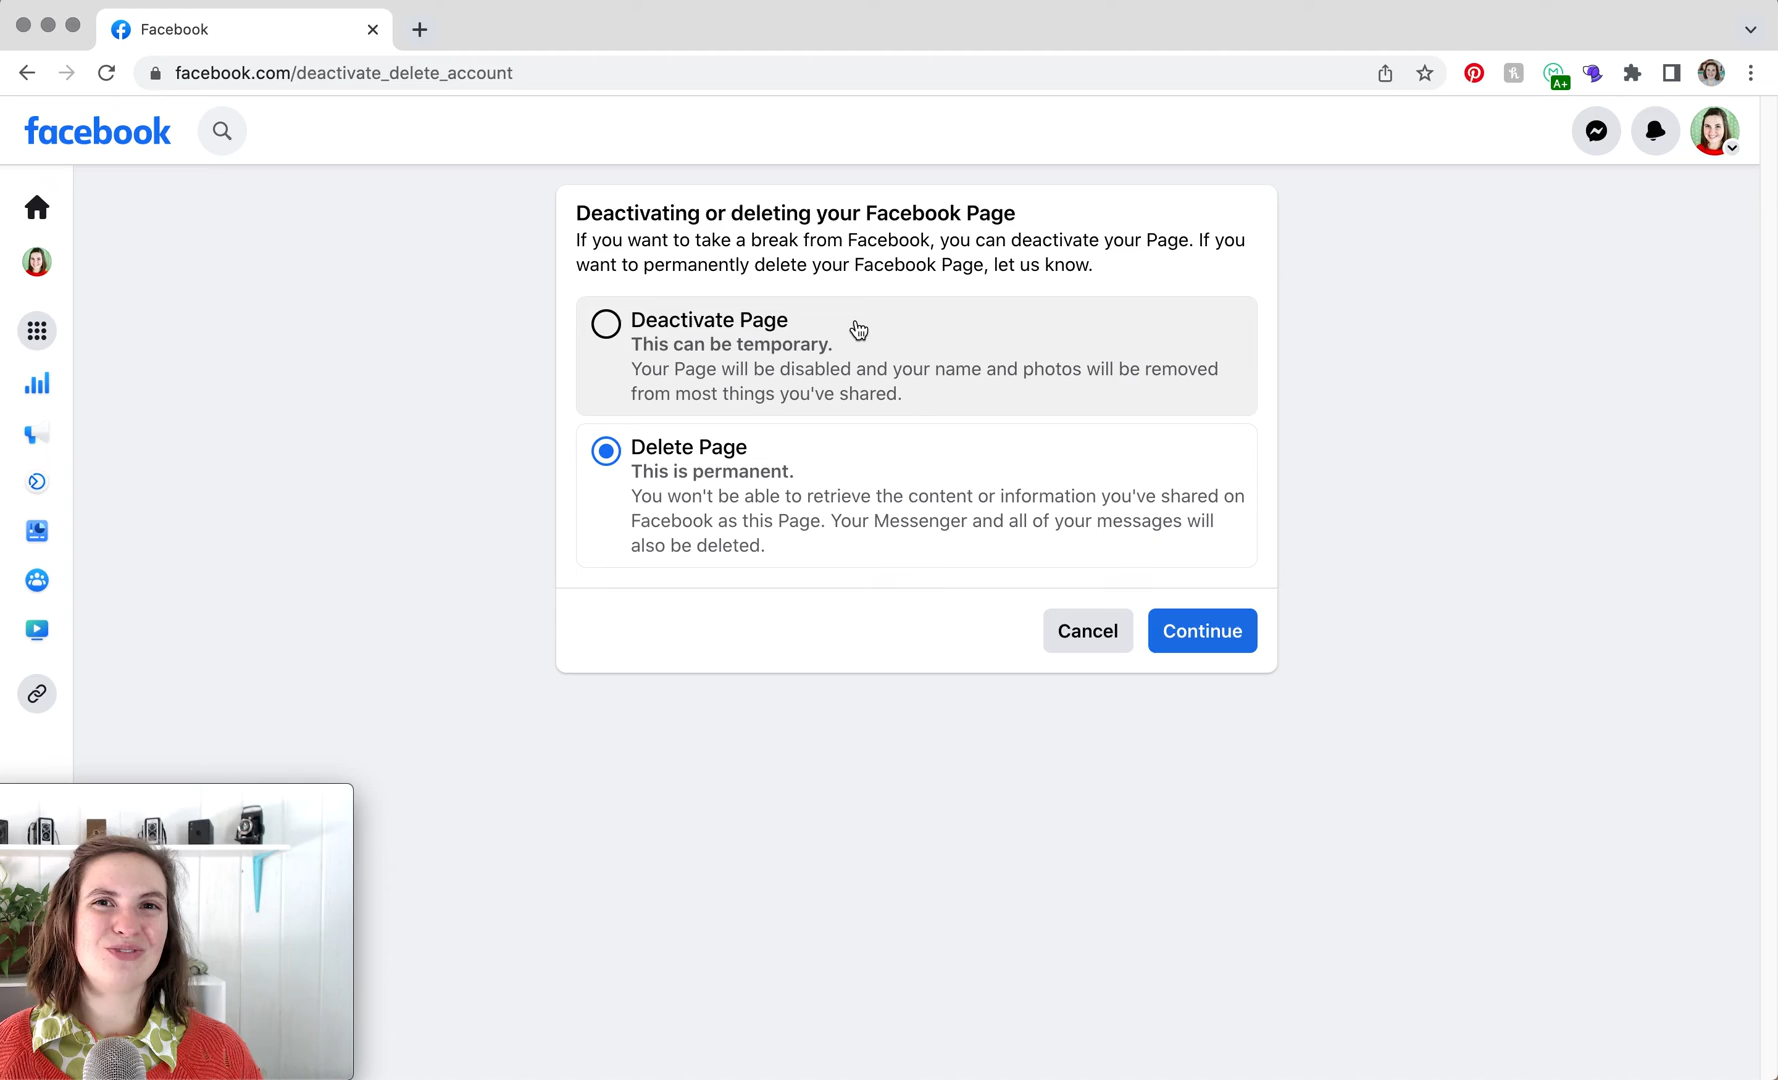 Facebook
facebook.com/deactivate_delete_account
A+
facebook
Deactivating or deleting your Facebook Page
If you want to take a break from Facebook, you can deactivate your Page. If you
want to permanently delete your Facebook Page, let us know.
Deactivate Page
This can be temporary.
Your Page will be disabled and your name and photos will be removed
from most things you've shared.
Delete Page
This is permanent.
You won't be able to retrieve the content or information you've shared on
Facebook as this Page. Your Messenger and all of your messages will
also be deleted.
Cancel
Continue